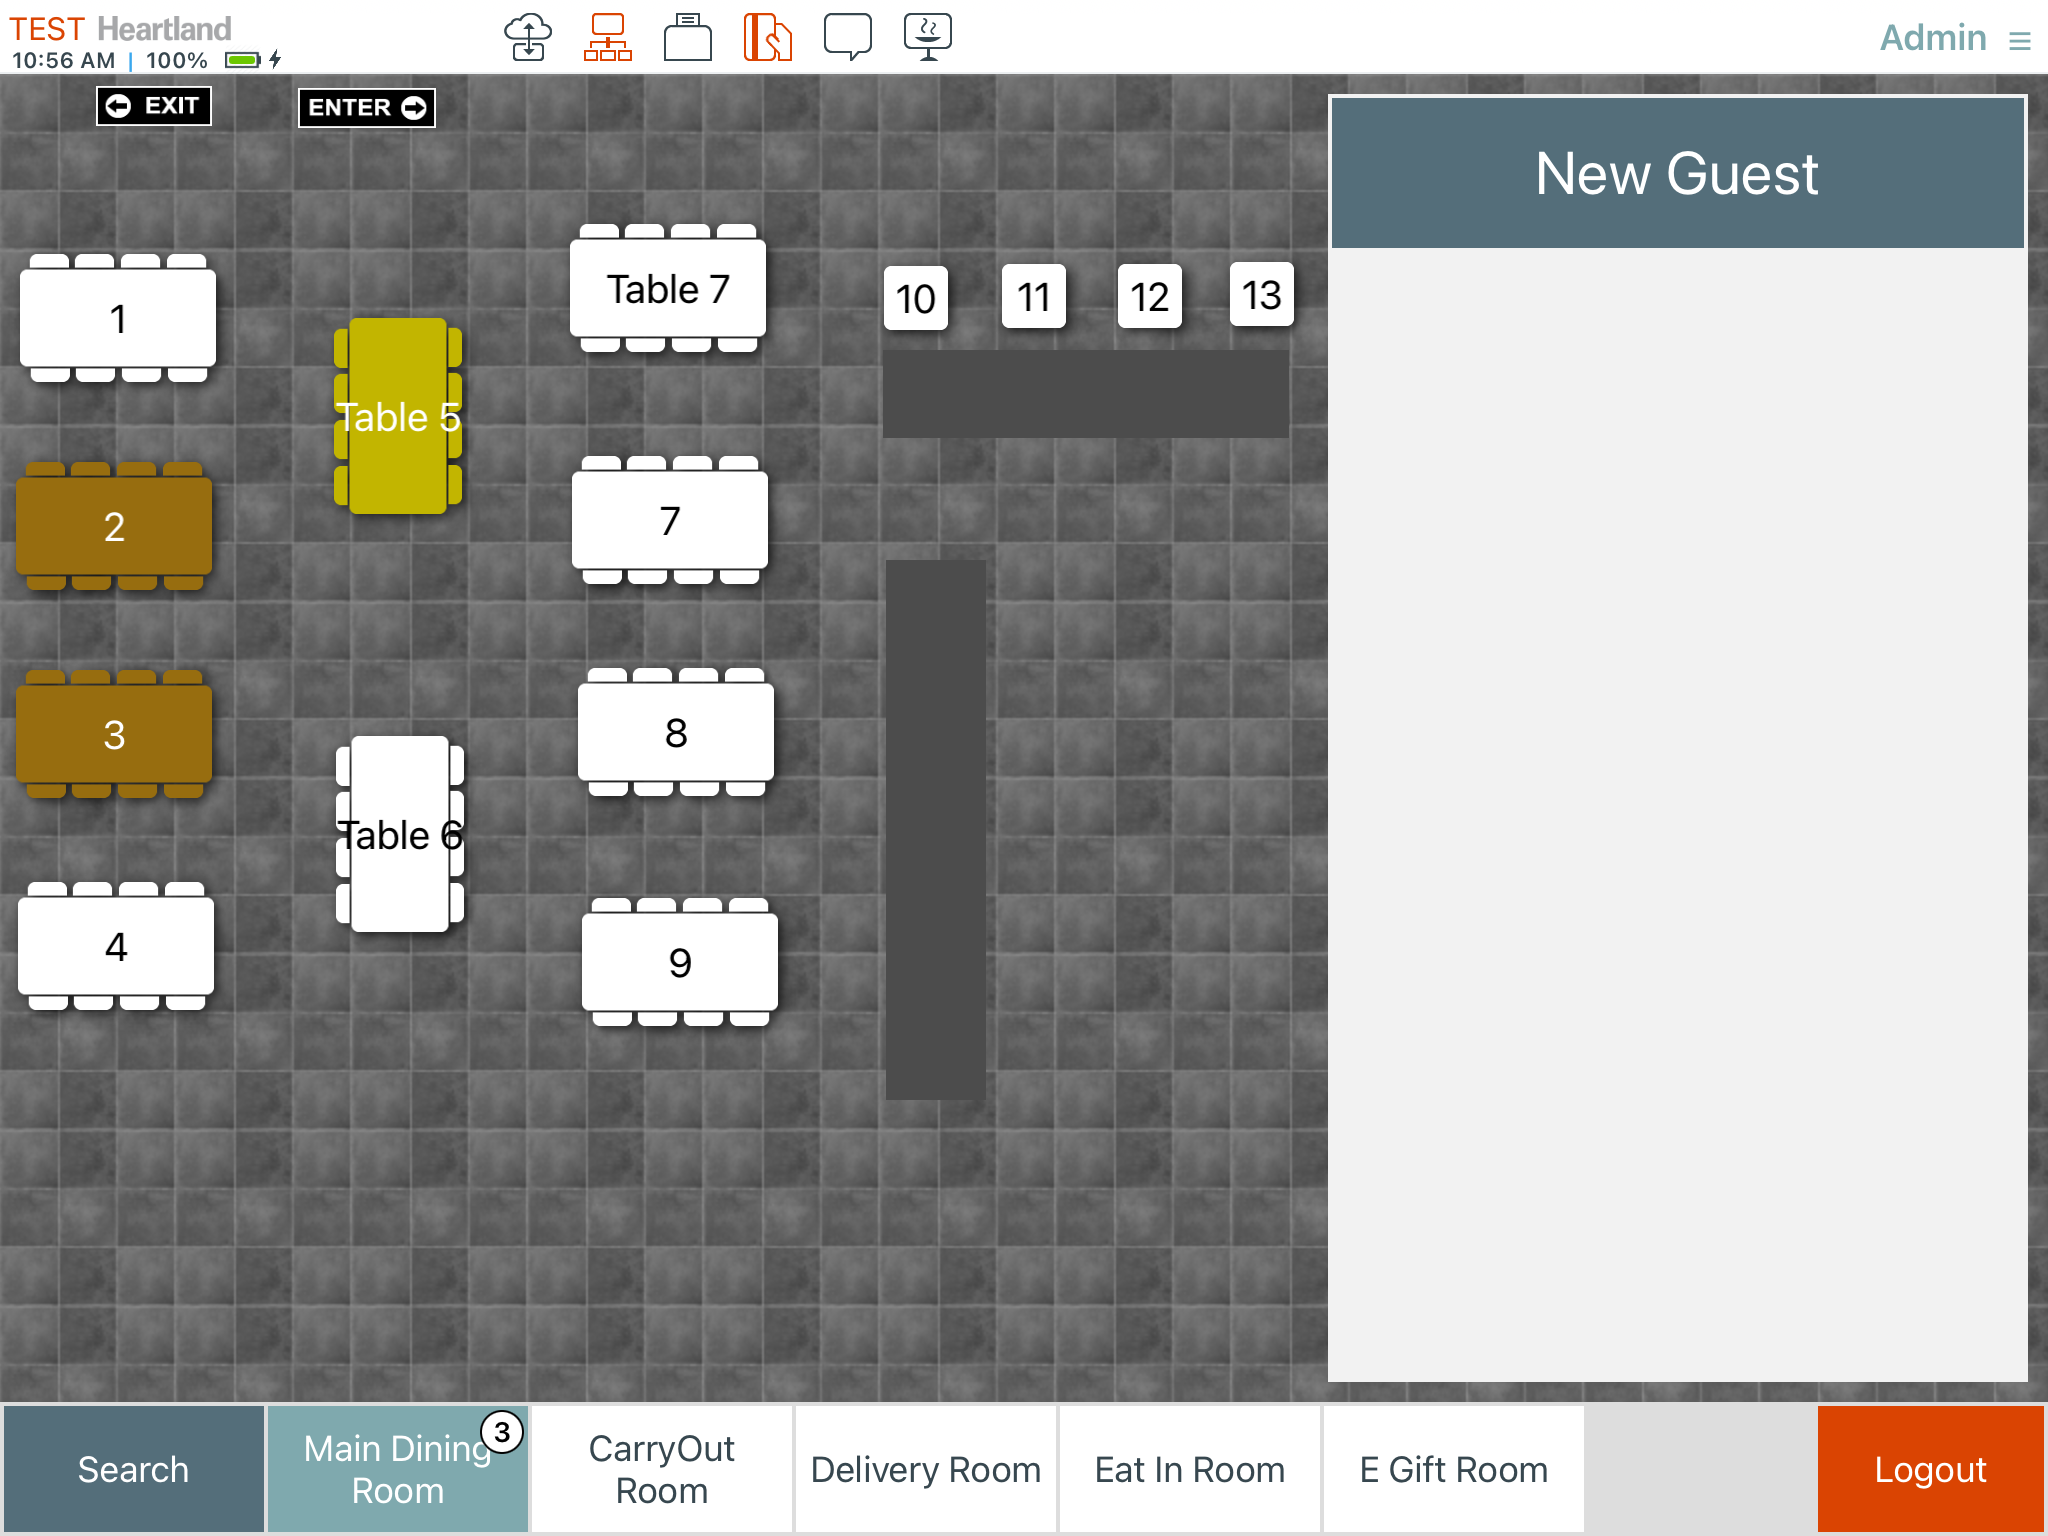 TEST Heartland
10:56 AM | 100%
Admin
EXIT
ENTER
New Guest
1
Table 5
Table 7
10
11
12
13
2
7
3
8
Table 6
4
9
Search
Main Dining
Room
3
CarryOut
Room
Delivery Room
Eat In Room
E Gift Room
Logout